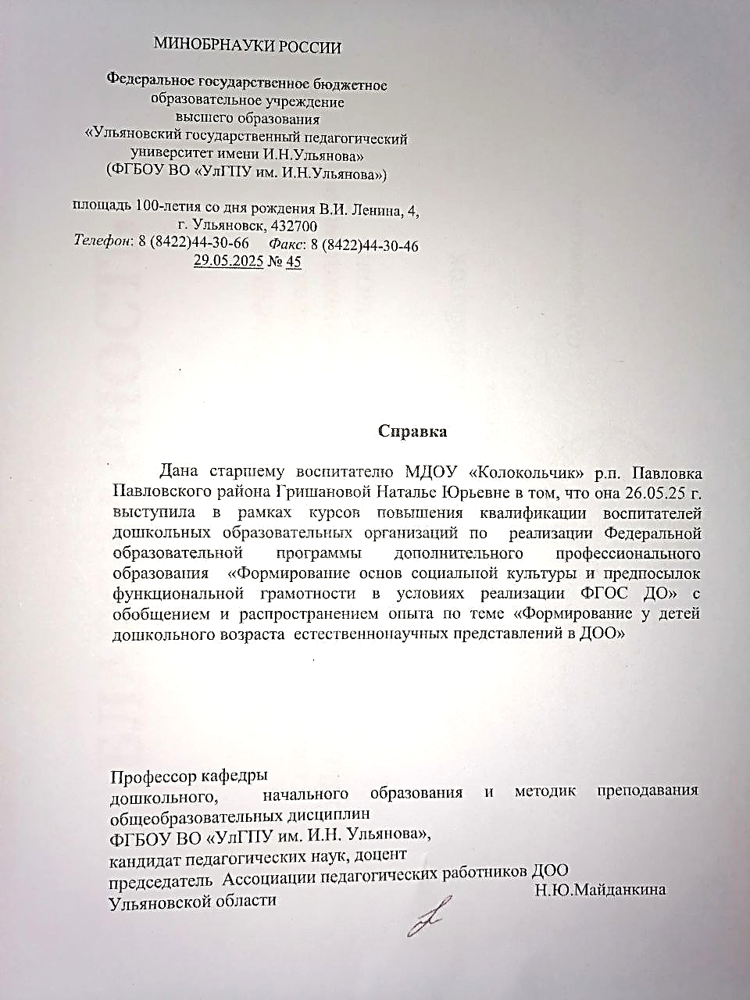 МИНОБРНАУКИ РОССИИ
Федеральное государственное бюджетное
образовательное учреждение
высшего образования
«Ульяновский государственный педагогический
университет имени И.Н.Ульянова»
(ФГБОУ ВО «УлГПУ им. И.Н.Ульянова»)
площадь 100-летия со дня рождения В.И. Ленина, 4,
г. Ульяновск, 432700
Телефон: 8 (8422)44-30-66 Факс: 8 (8422)44-30-46
29.05.2025 № 45
Справка
Дана старшему воспитателю МДОУ «Колокольчик» р.п. Павловка
Павловского района Гришановой Наталье Юрьевне в том, что она 26.05.25 г.
выступила в рамках курсов повышения квалификации воспитателей
дошкольных образовательных организаций по реализации Федеральной
образовательной программы дополнительного профессионального
образования «Формирование основ социальной культуры и предпосылок
функциональной грамотности в условиях реализации ФГОС ДО» с
обобщением и распространением опыта по теме «Формирование у детей
дошкольного возраста естественнонаучных представлений в ДОО»
Профессор кафедры
дошкольного, начального образования и методик преподавания
общеобразовательных дисциплин
ФГБОУ ВО «УлГПУ им. И.Н. Ульянова»,
кандидат педагогических наук, доцент
председатель Ассоциации педагогических работников ДОО
Ульяновской области Н.Ю.Майданкина